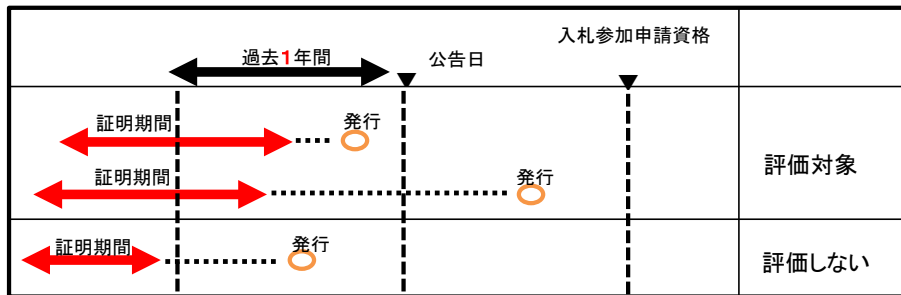 入札参加申請資格
過去1年間
公告日
証明期間
発行
証明期間
発行
評価対象
証明期間
発行
評価しない